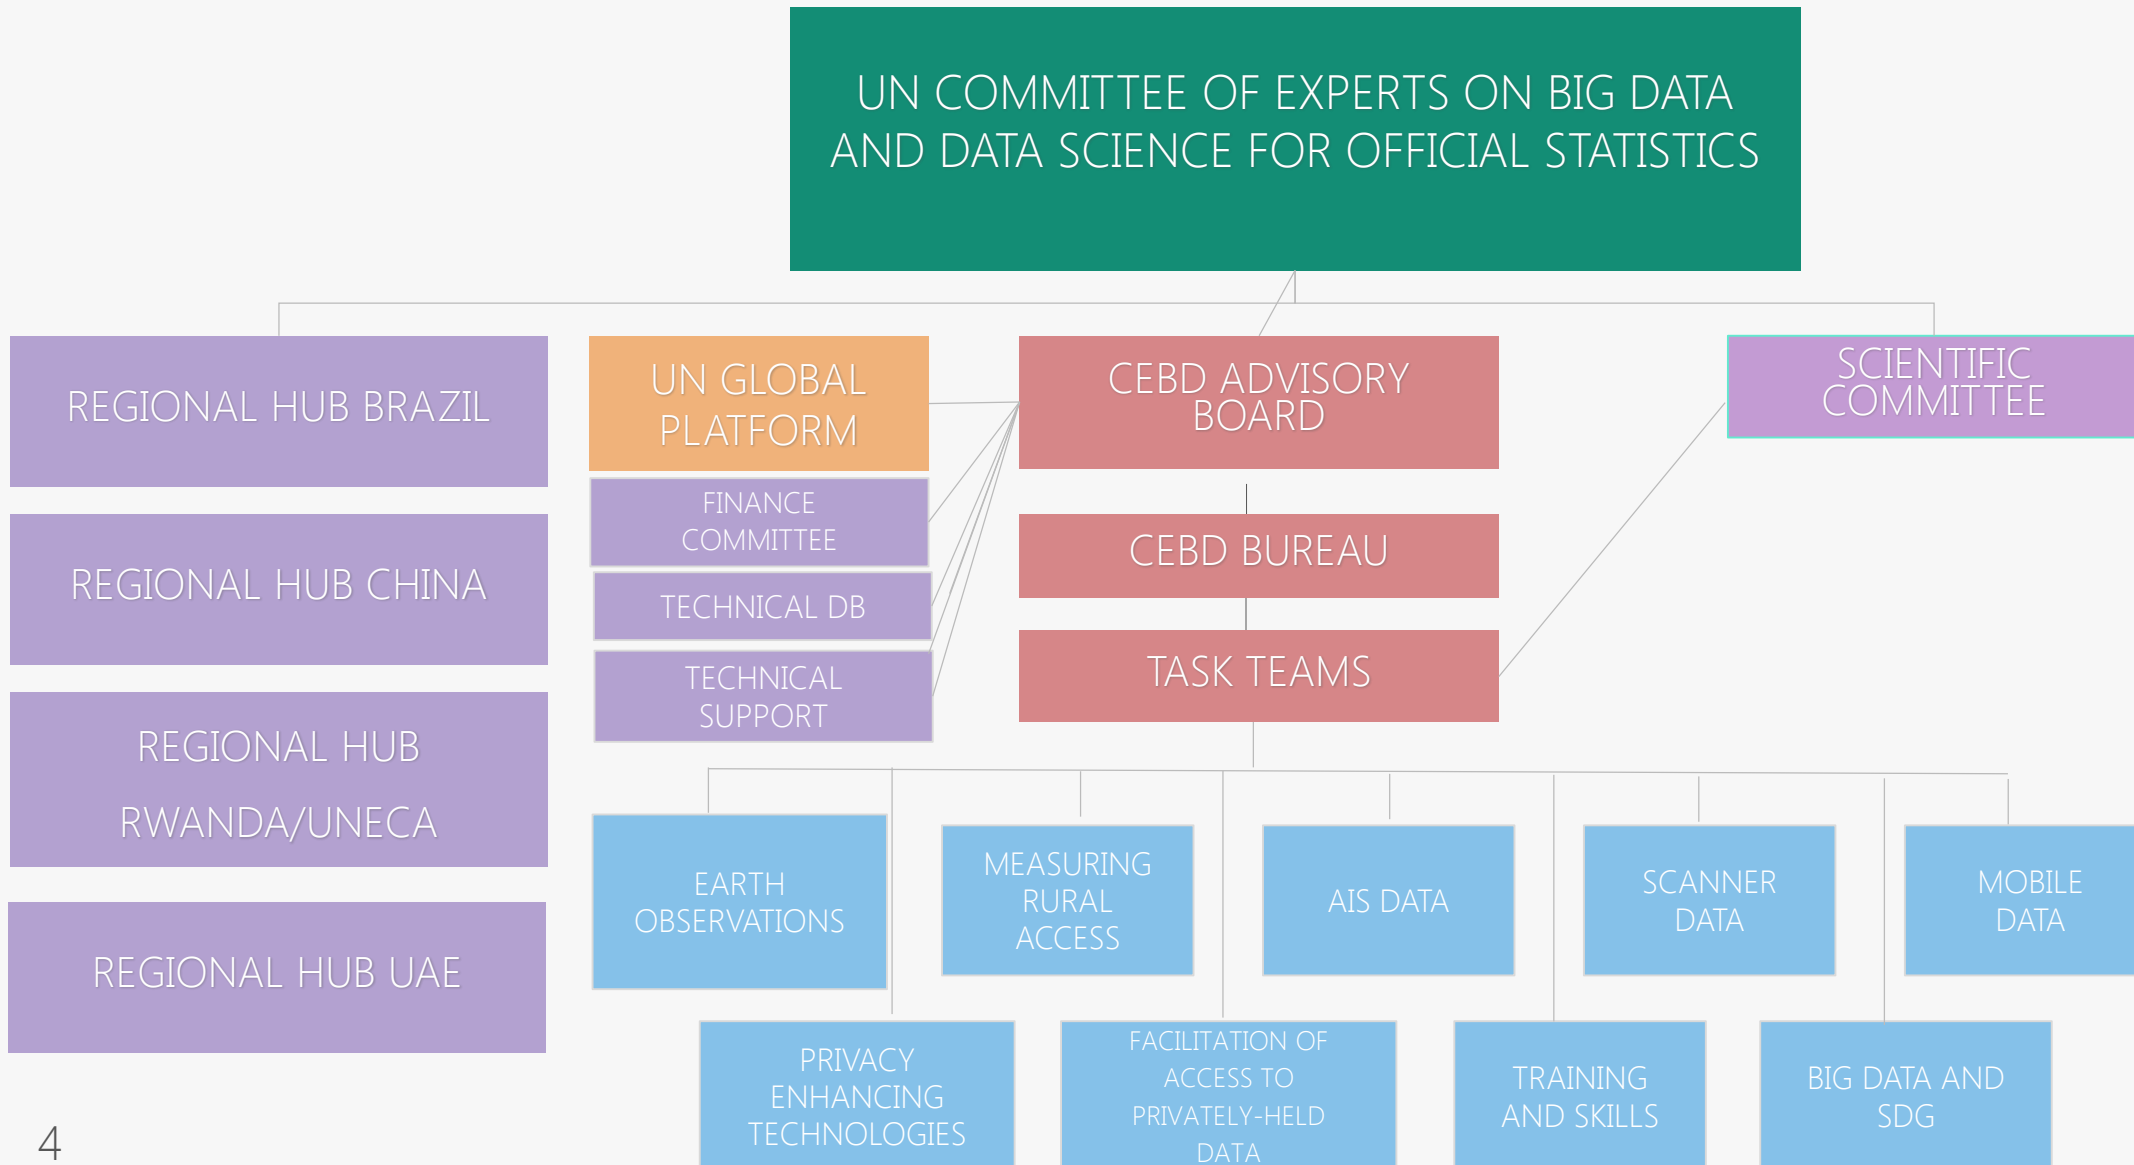 UN COMMITTEE OF EXPERTS ON BIG DATA
AND DATA SCIENCE FOR OFFICIAL STATISTICS
REGIONAL HUB BRAZIL
UN GLOBAL
PLATFORM
CEBD ADVISORY
BOARD
SCIENTIFIC
COMMITTEE
FINANCE
COMMITTEE
REGIONAL HUB CHINA
CEBD BUREAU
TECHNICAL DB
TECHNICAL
SUPPORT
TASK TEAMS
REGIONAL HUB
RWANDA/UNECA
REGIONAL HUB UAE
EARTH
OBSERVATIONS
MEASURING
RURAL
ACCESS
AIS DATA
SCANNER
DATA
MOBILE
DATA
PRIVACY
ENHANCING
TECHNOLOGIES
FACILITATION OF
ACCESS TO
PRIVATELY-HELD
DATA
TRAINING
AND SKILLS
BIG DATA AND
SDG
4